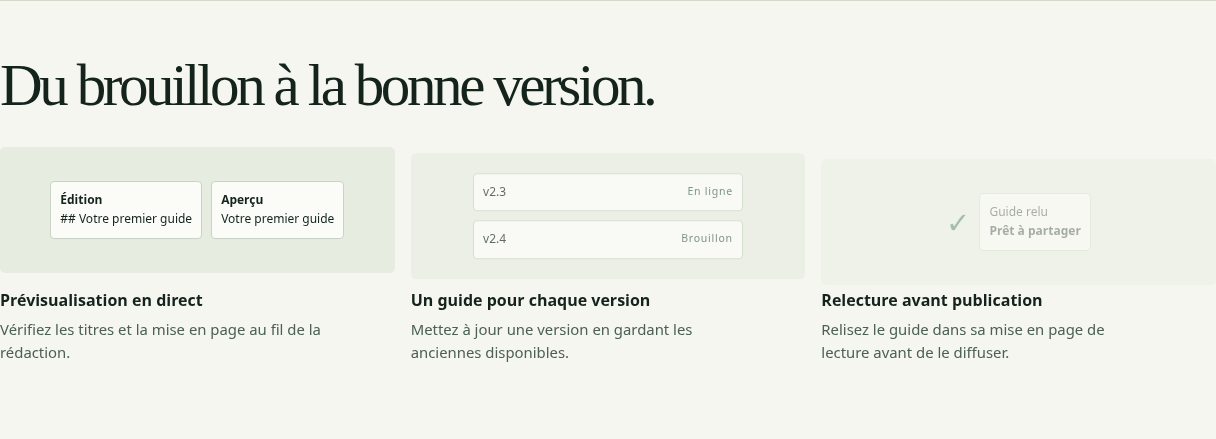 Du brouillon à la bonne version.
Édition
## Votre premier guide
Aperçu
Votre premier guide
v2.3 En ligne
v2.4 Brouillon
✓
Guide relu
Prêt à partager
Prévisualisation en direct
Vérifiez les titres et la mise en page au fil de la
rédaction.
Un guide pour chaque version
Mettez à jour une version en gardant les
anciennes disponibles.
Relecture avant publication
Relisez le guide dans sa mise en page de
lecture avant de le diffuser.